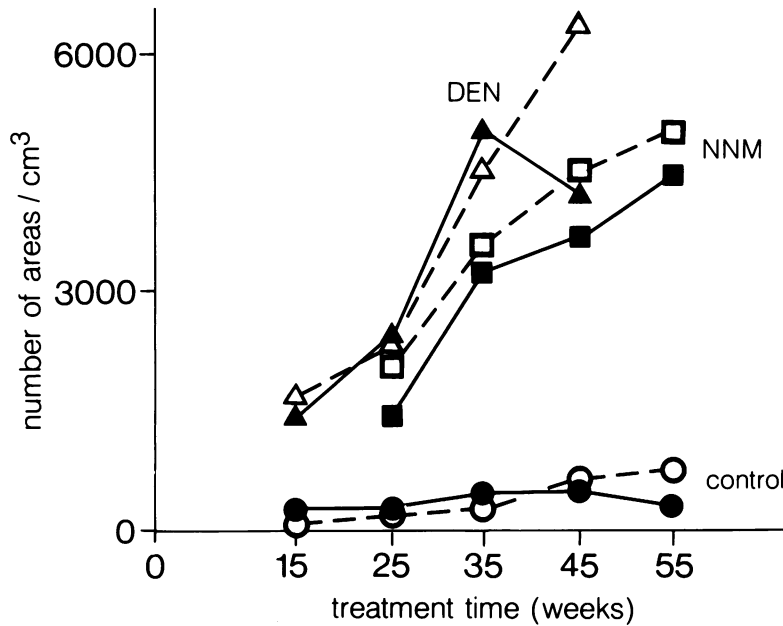 6000
DEN
NNM
3000
control
0
0 15 25 35 45 55
treatment time (weeks)
number of areas / cm³